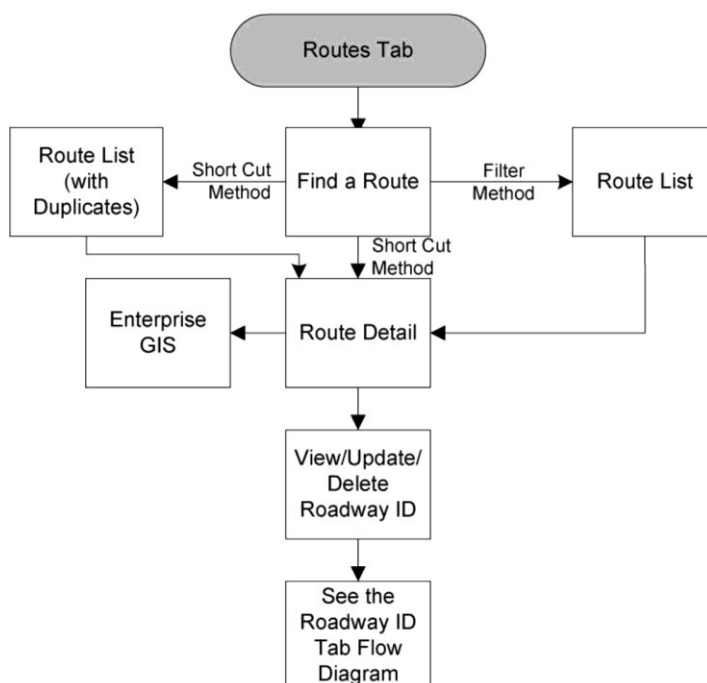 Routes Tab
Route List
(with
Duplicates)
Short Cut
Method
Find a Route
Filter
Method
Route List
Short Cut
Method
Enterprise
GIS
Route Detail
View/Update/
Delete
Roadway ID
See the
Roadway ID
Tab Flow
Diagram